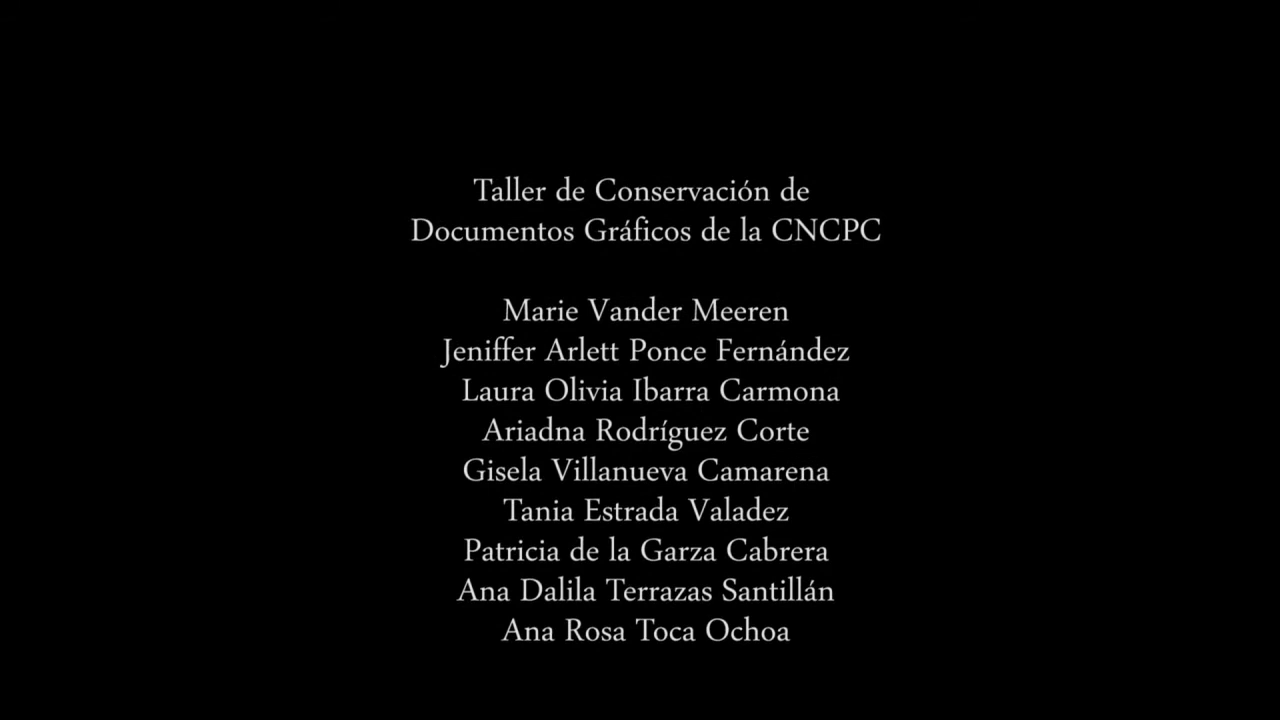 Taller de Conservación de
Documentos Gráficos de la CNCPC
Marie Vander Meeren
Jeniffer Arlett Ponce Fernández
Laura Olivia Ibarra Carmona
Ariadna Rodríguez Corte
Gisela Villanueva Camarena
Tania Estrada Valadez
Patricia de la Garza Cabrera
Ana Dalila Terrazas Santillán
Ana Rosa Toca Ochoa